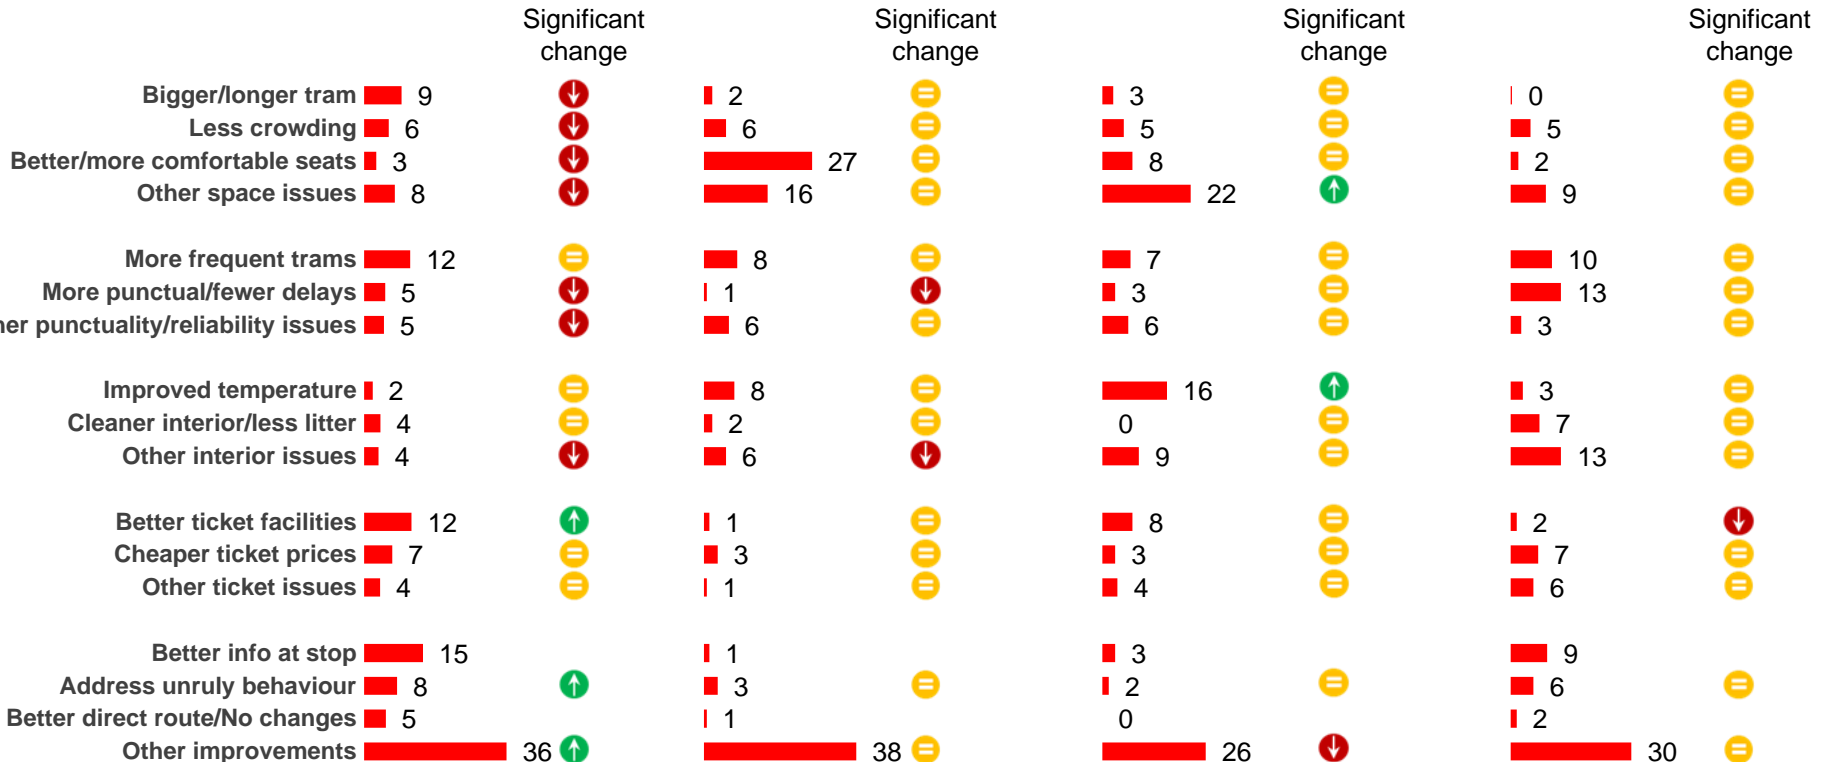 Significant change Significant change Significant change Significant change
Bigger/longer tram 9 2 3 0
Less crowding 6 6 5 5
Better/more comfortable seats 3 27 8 2
Other space issues 8 16 22 9
More frequent trams 12 8 7 10
More punctual/fewer delays 5 1 3 13
ner punctuality/reliability issues 5 6 6 3
Improved temperature 2 8 16 3
Cleaner interior/less litter 4 2 0 7
Other interior issues 4 6 9 13
Better ticket facilities 12 1 8 2
Cheaper ticket prices 7 3 3 7
Other ticket issues 4 1 4 6
Better info at stop 15 1 3 9
Address unruly behaviour 8 3 2 6
Better direct route/No changes 5 1 0 2
Other improvements 36 38 26 30